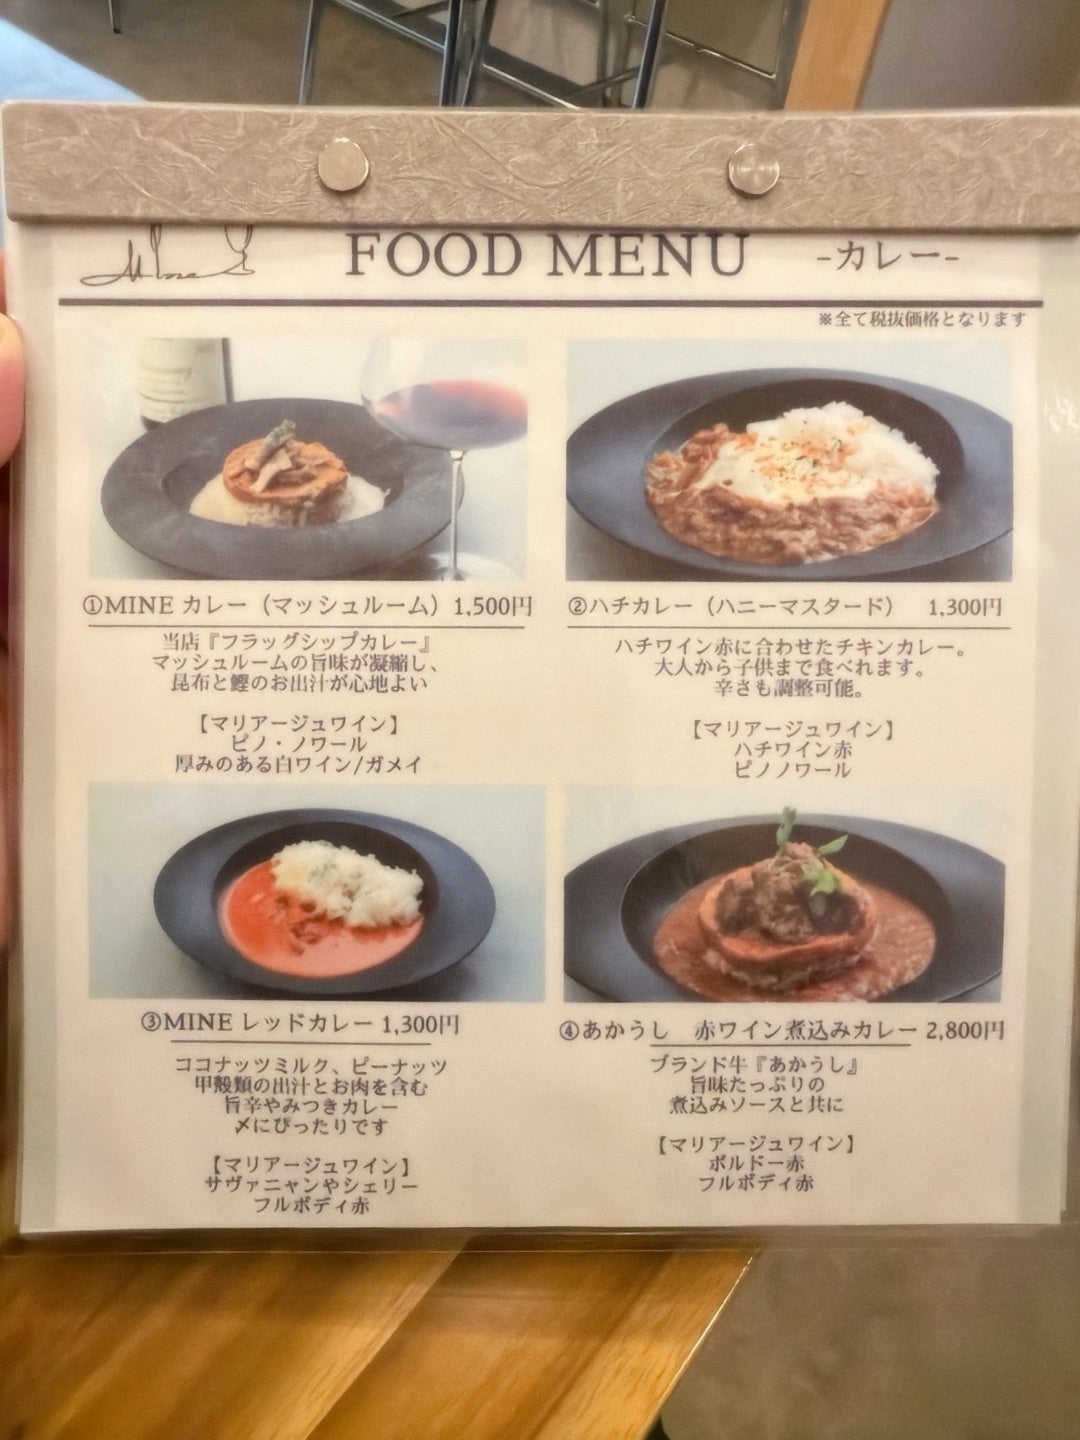 Mine
FOOD MENU -カレー-
※全て税抜価格となります
①MINE カレー（マッシュルーム）1,500円
当店『フラッグシップカレー』
マッシュルームの旨味が凝縮し、
昆布と鰹のお出汁が心地よい
【マリアージュワイン】
ピノ・ノワール
厚みのある白ワイン/ガメイ
②ハチカレー（ハニーマスタード） 1,300円
ハチワイン赤に合わせたチキンカレー。
大人から子供まで食べれます。
辛さも調整可能。
【マリアージュワイン】
ハチワイン赤
ピノノワール
③MINE レッドカレー 1,300円
ココナッツミルク、ピーナッツ
甲殻類の出汁とお肉を含む
旨辛やみつきカレー
〆にぴったりです
【マリアージュワイン】
サヴァニャンやシェリー
フルボディ赤
④あかうし 赤ワイン煮込みカレー 2,800円
ブランド牛『あかうし』
旨味たっぷりの
煮込みソースと共に
【マリアージュワイン】
ボルドー赤
フルボディ赤